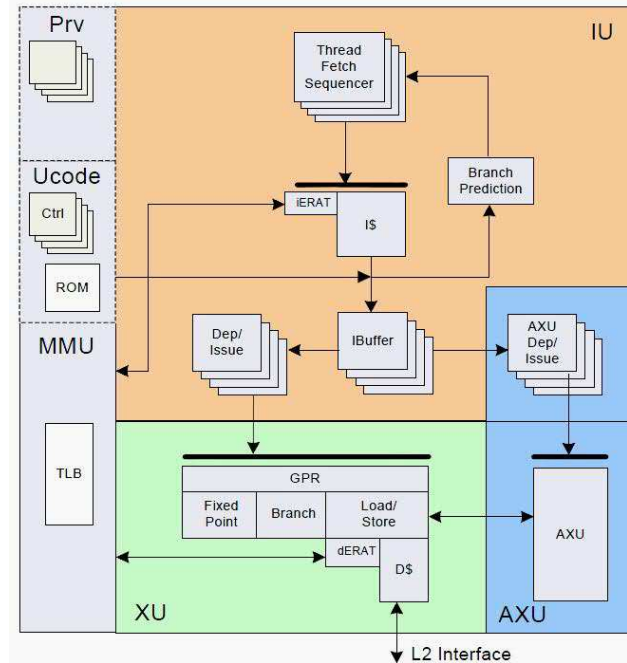 Prv
IU
Thread
Fetch
Sequencer
Ucode
Ctrl
Branch
Prediction
iERAT
I$
ROM
MMU
Dep/
Issue
IBuffer
AXU
Dep/
Issue
TLB
GPR
Fixed
Point
Branch
Load/
Store
AXU
dERAT
D$
XU
AXU
L2 Interface